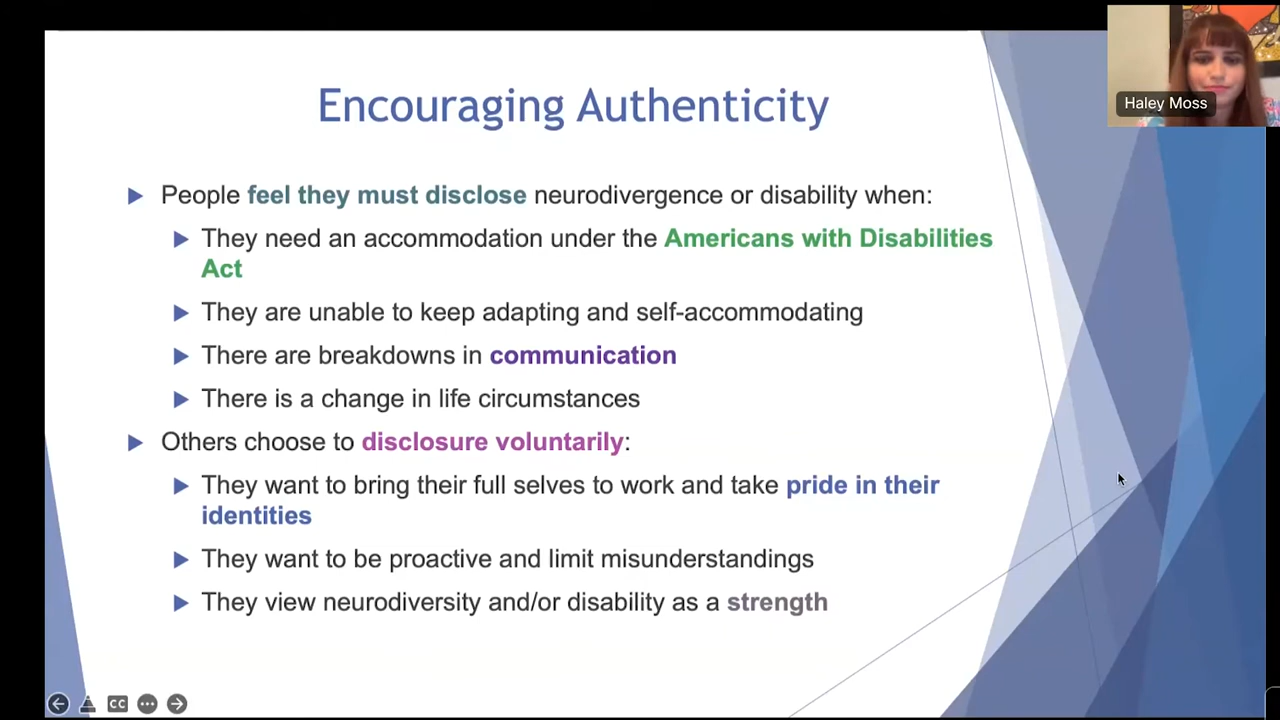 Encouraging Authenticity
Haley Moss
People feel they must disclose neurodivergence or disability when:
They need an accommodation under the Americans with Disabilities
Act
They are unable to keep adapting and self-accommodating
There are breakdowns in communication
There is a change in life circumstances
Others choose to disclosure voluntarily:
They want to bring their full selves to work and take pride in their
identities
They want to be proactive and limit misunderstandings
They view neurodiversity and/or disability as a strength
CC